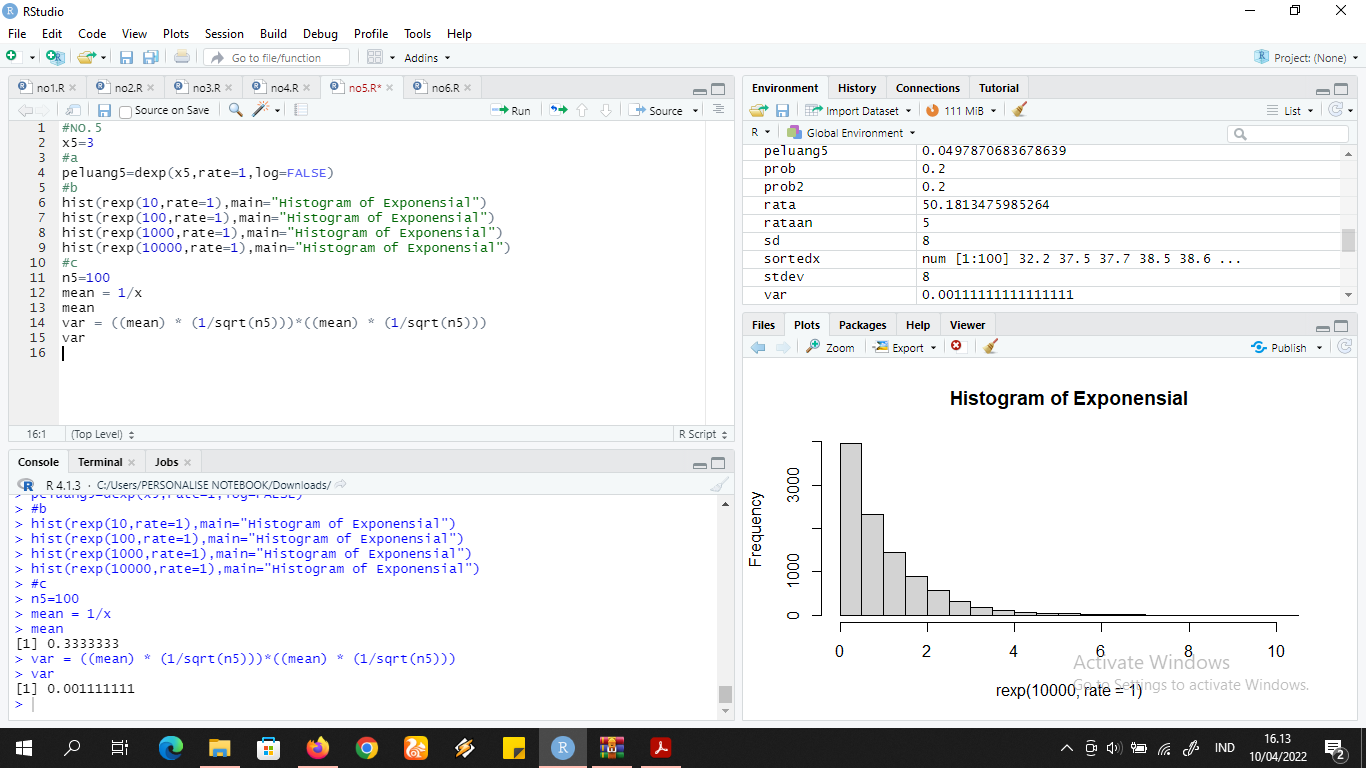 RStudio
File Edit Code View Plots Session Build Debug Profile Tools Help
Go to file/function Addins Project: (None)
no1.R no2.R no3.R no4.R no5.R* no6.R
Source on Save Run Source
1 #NO.5
2 x5=3
3 #a
4 peluang5=dexp(x5,rate=1,log=FALSE)
5 #b
6 hist(rexp(10,rate=1),main="Histogram of Exponensial")
7 hist(rexp(100,rate=1),main="Histogram of Exponensial")
8 hist(rexp(1000,rate=1),main="Histogram of Exponensial")
9 hist(rexp(10000,rate=1),main="Histogram of Exponensial")
10 #c
11 n5=100
12 mean = 1/x
13 mean
14 var = ((mean) * (1/sqrt(n5)))*((mean) * (1/sqrt(n5)))
15 var
16
16:1 (Top Level) R Script
Console Terminal Jobs
R 4.1.3 · C:/Users/PERSONALISE NOTEBOOK/Downloads/
> peluang5=dexp(x5,rate=1,log=FALSE)
> #b
> hist(rexp(10,rate=1),main="Histogram of Exponensial")
> hist(rexp(100,rate=1),main="Histogram of Exponensial")
> hist(rexp(1000,rate=1),main="Histogram of Exponensial")
> hist(rexp(10000,rate=1),main="Histogram of Exponensial")
> #c
> n5=100
> mean = 1/x
> mean
[1] 0.3333333
> var = ((mean) * (1/sqrt(n5)))*((mean) * (1/sqrt(n5)))
> var
[1] 0.001111111
>
Environment History Connections Tutorial
Import Dataset 111 MiB List
R Global Environment
peluang5 0.0497870683678639
prob 0.2
prob2 0.2
rata 50.1813475985264
rataan 5
sd 8
sortedx num [1:100] 32.2 37.5 37.7 38.5 38.6 ...
stdev 8
var 0.00111111111111111
Files Plots Packages Help Viewer
Zoom Export Publish
Histogram of Exponensial
Frequency
3000
1000
0
0 2 4 6 8 10
rexp(10000, rate = 1)
Activate Windows
Go to Settings to activate Windows.
IND
16.13
10/04/2022
2